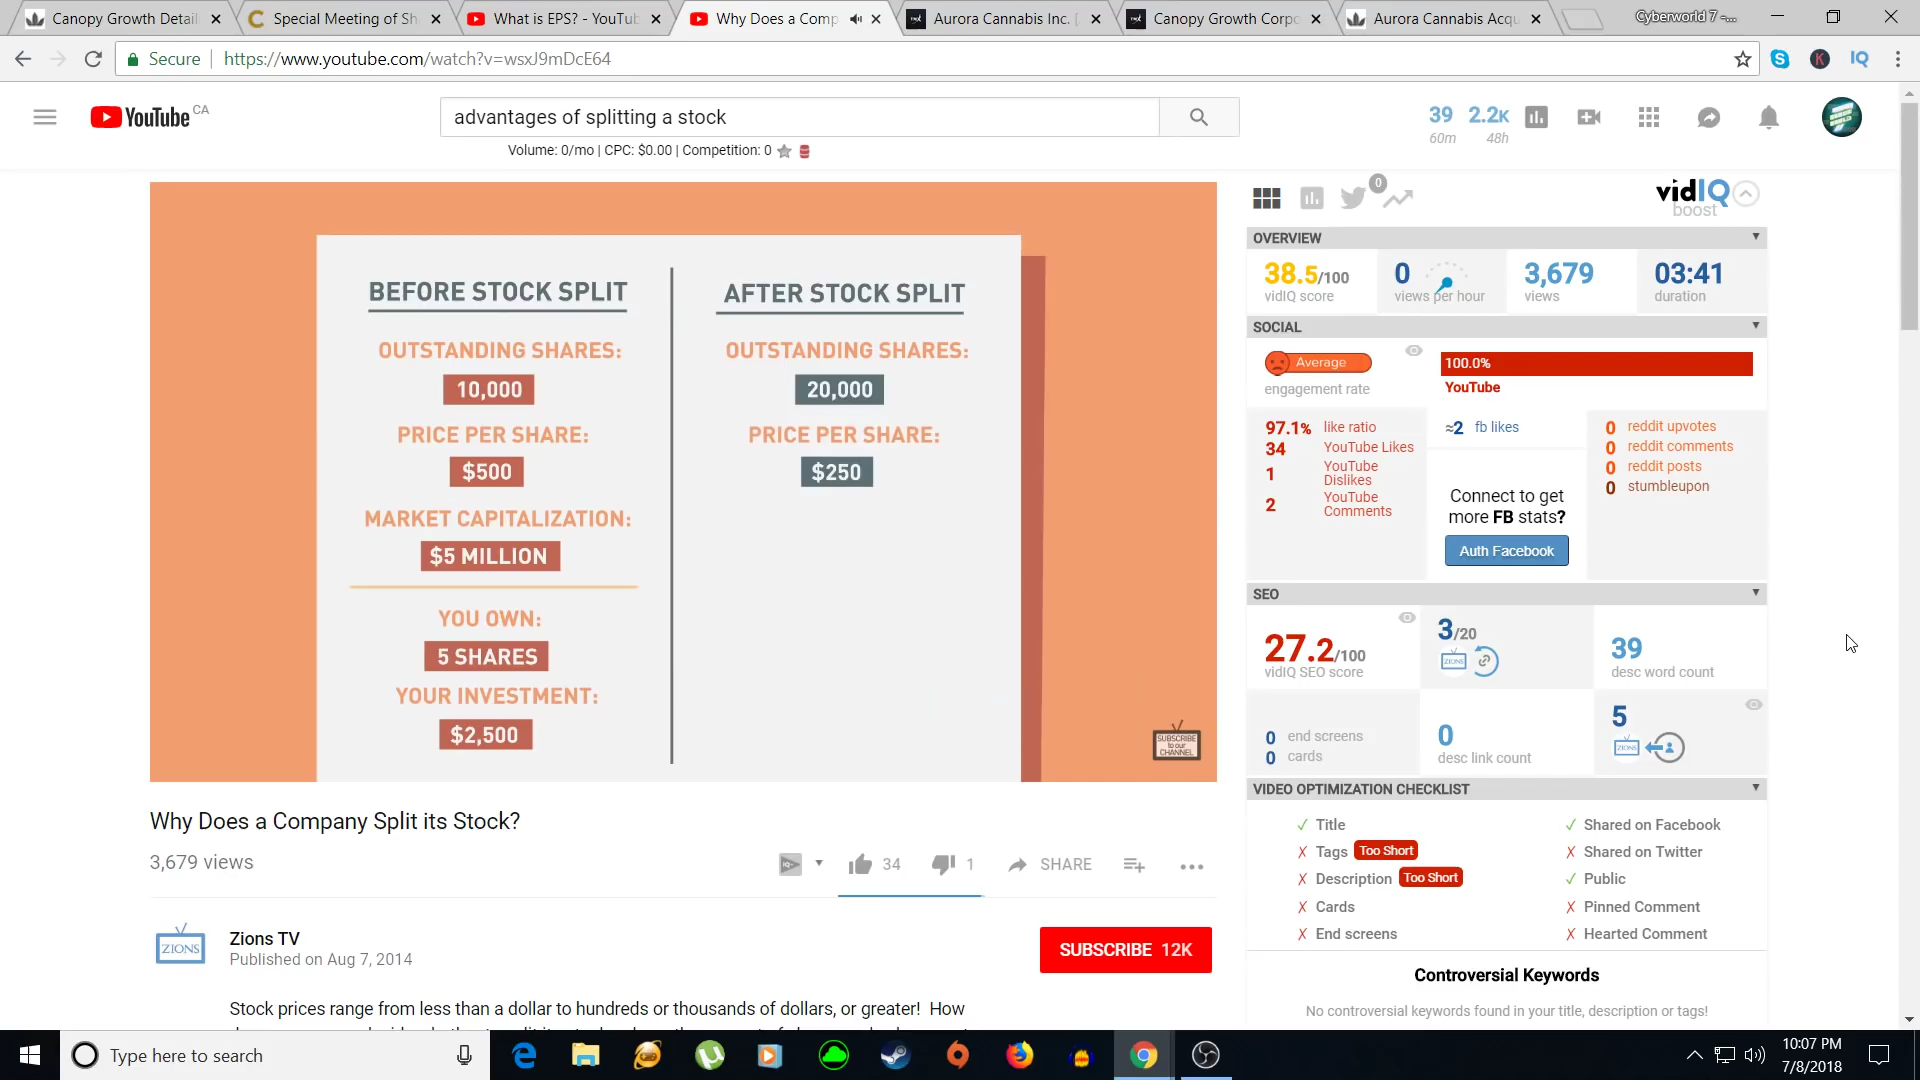 Canopy Growth Detail
Special Meeting of Sh
What is EPS? - YouTub
Why Does a Comp
Aurora Cannabis Inc. [
Canopy Growth Corpo
Aurora Cannabis Acqu
Cyberworld 7 -...
Secure
https://www.youtube.com/watch?v=wsxJ9mDcE64
YouTube CA
advantages of splitting a stock
Volume: 0/mo | CPC: $0.00 | Competition: 0
39 2.2K
60m 48h
BEFORE STOCK SPLIT
OUTSTANDING SHARES:
10,000
PRICE PER SHARE:
$500
MARKET CAPITALIZATION:
$5 MILLION
YOU OWN:
5 SHARES
YOUR INVESTMENT:
$2,500
AFTER STOCK SPLIT
OUTSTANDING SHARES:
20,000
PRICE PER SHARE:
$250
SUBSCRIBE
to our
CHANNEL
Why Does a Company Split its Stock?
3,679 views
34
1
SHARE
ZIONS
Zions TV
Published on Aug 7, 2014
SUBSCRIBE 12K
Stock prices range from less than a dollar to hundreds or thousands of dollars, or greater! How
0
vidIQ
boost
OVERVIEW
38.5/100
vidIQ score
0
views per hour
3,679
views
03:41
duration
SOCIAL
Average
engagement rate
100.0%
YouTube
97.1% like ratio
34 YouTube Likes
1 YouTube
Dislikes
2 YouTube
Comments
≈2 fb likes
Connect to get
more FB stats?
Auth Facebook
0 reddit upvotes
0 reddit comments
0 reddit posts
0 stumbleupon
SEO
27.2/100
vidIQ SEO score
3/20
ZIONS
39
desc word count
0 end screens
0 cards
0
desc link count
5
ZIONS
VIDEO OPTIMIZATION CHECKLIST
✓ Title
✗ Tags Too Short
✗ Description Too Short
✗ Cards
✗ End screens
✓ Shared on Facebook
✗ Shared on Twitter
✓ Public
✗ Pinned Comment
✗ Hearted Comment
Controversial Keywords
No controversial keywords found in your title, description or tags!
Type here to search
10:07 PM
7/8/2018